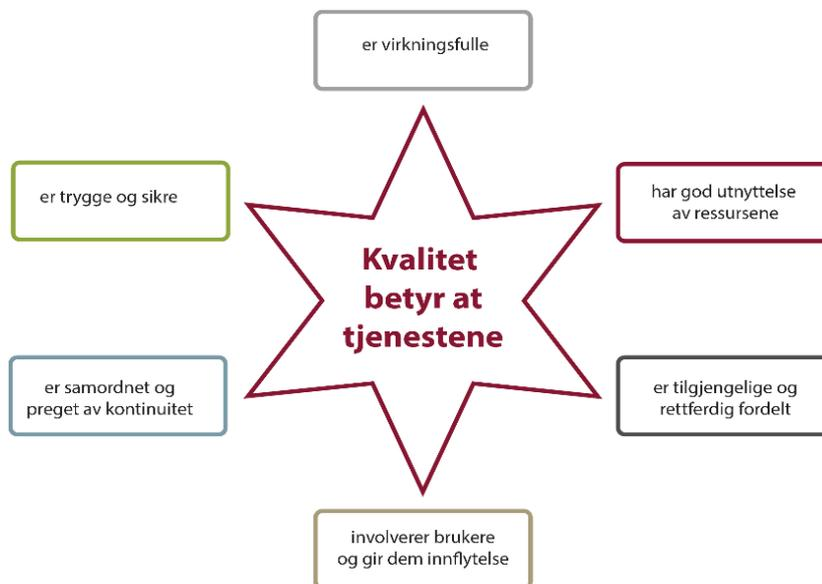 er virkningsfulle
er trygge og sikre
har god utnyttelse
av ressursene
Kvalitet
betyr at
tjenestene
er samordnet og
preget av kontinuitet
er tilgjengelige og
rettferdig fordelt
involverer brukere
og gir dem innflytelse